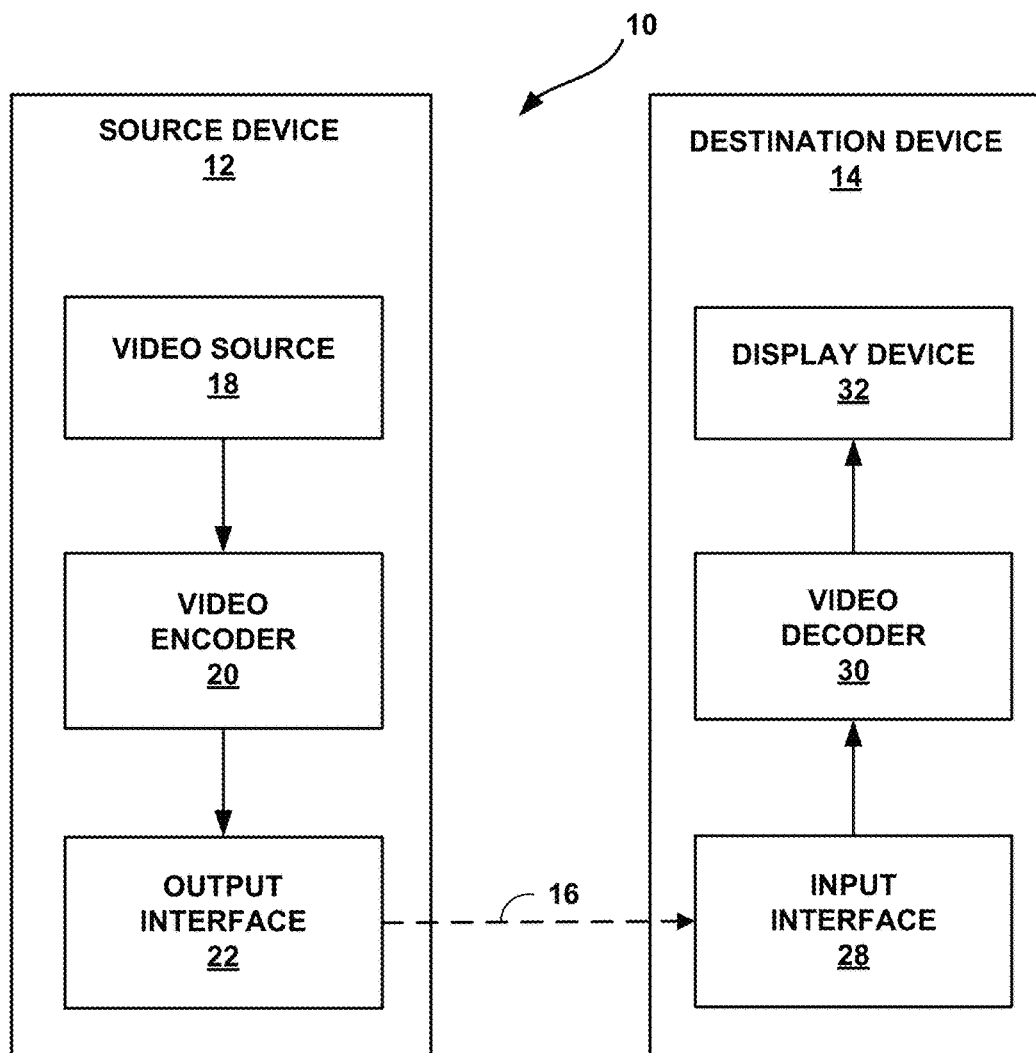 10
SOURCE DEVICE
12
VIDEO SOURCE
18
VIDEO
ENCODER
20
OUTPUT
INTERFACE
22
16
DESTINATION DEVICE
14
DISPLAY DEVICE
32
VIDEO
DECODER
30
INPUT
INTERFACE
28